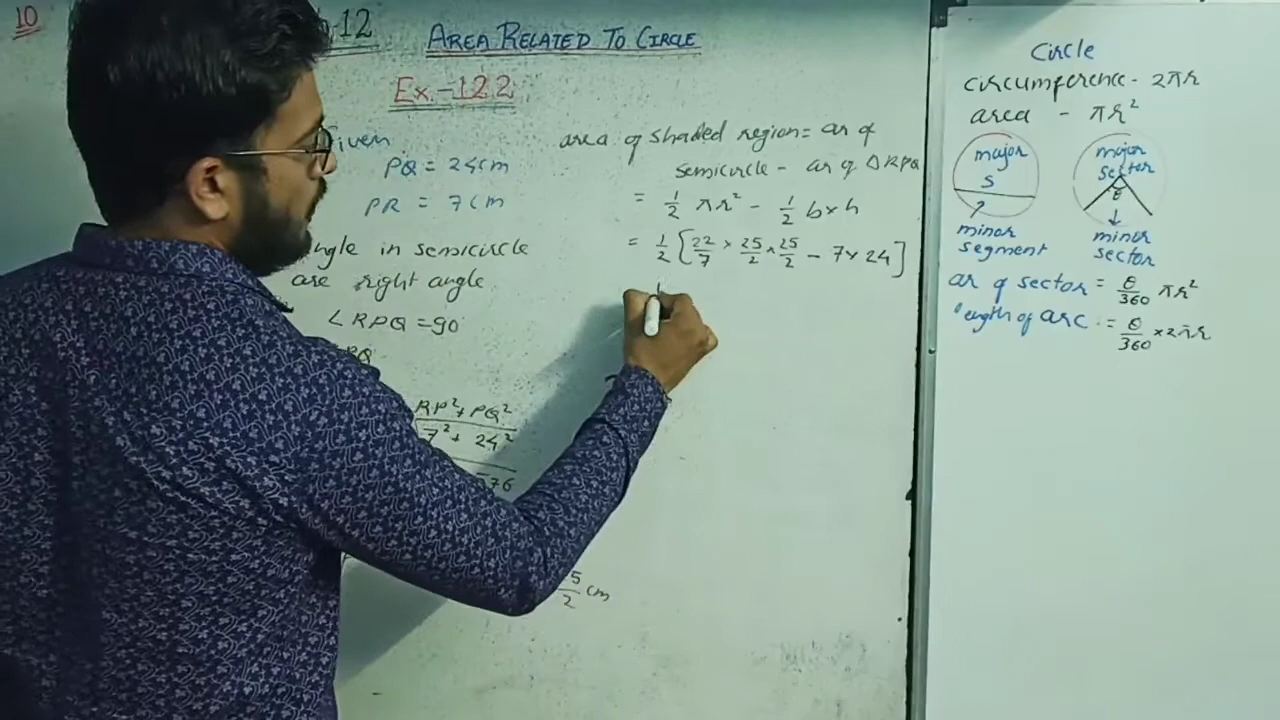 10
12
AREA RELATED TO CIRCLE
Ex.-12.2
Given
PQ = 24cm
PR = 7cm
Angle in semicircle
are right angle
∠RPQ = 90
PQ
RP² + PQ²
7² + 24²
576
5/2 cm
area of shaded region = ar of
semicircle - ar of △RPQ
= 1/2 πr² - 1/2 b×h
= 1/2 [22/7 × 25/2 × 25/2 - 7×24]
Circle
circumference - 2πr
area - πr²
major
S
minor
segment
major
sector
θ
minor
sector
ar of sector = θ/360 πr²
length of arc = θ/360 × 2πr